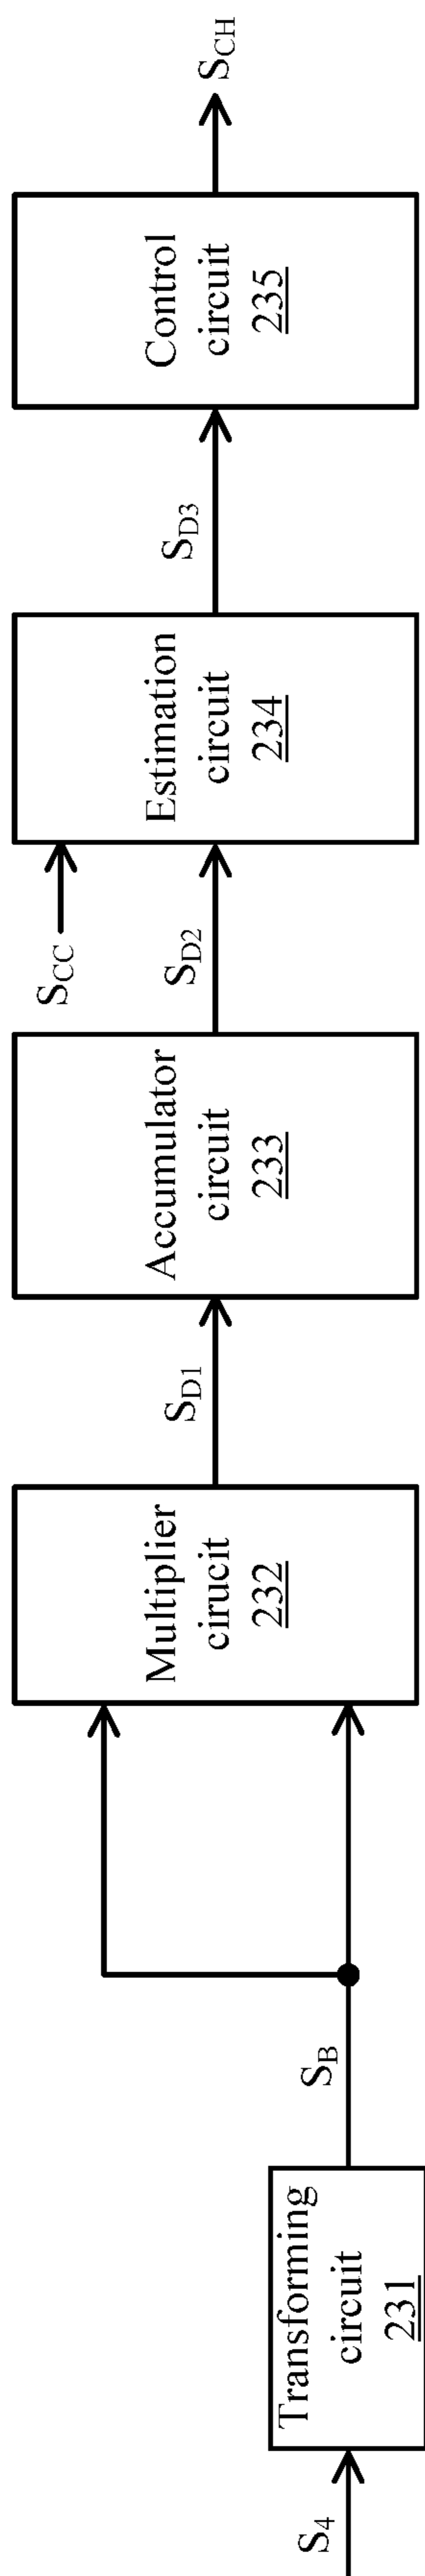 S4
Transforming
circuit
231
SB
Multiplier
cirucit
232
SD1
Accumulator
circuit
233
SD2
SCC
Estimation
circuit
234
SD3
Control
circuit
235
SCH